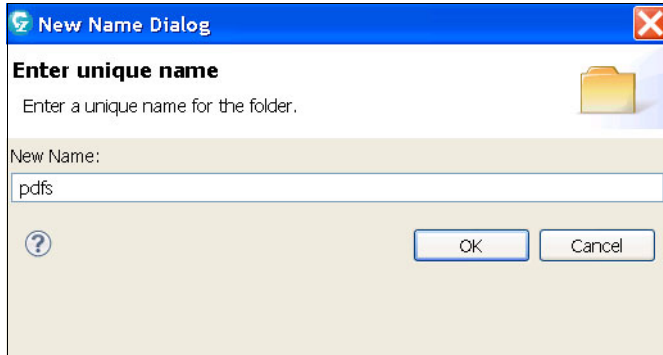 New Name Dialog
Enter unique name
Enter a unique name for the folder.
New Name:
pdfs
?
OK Cancel